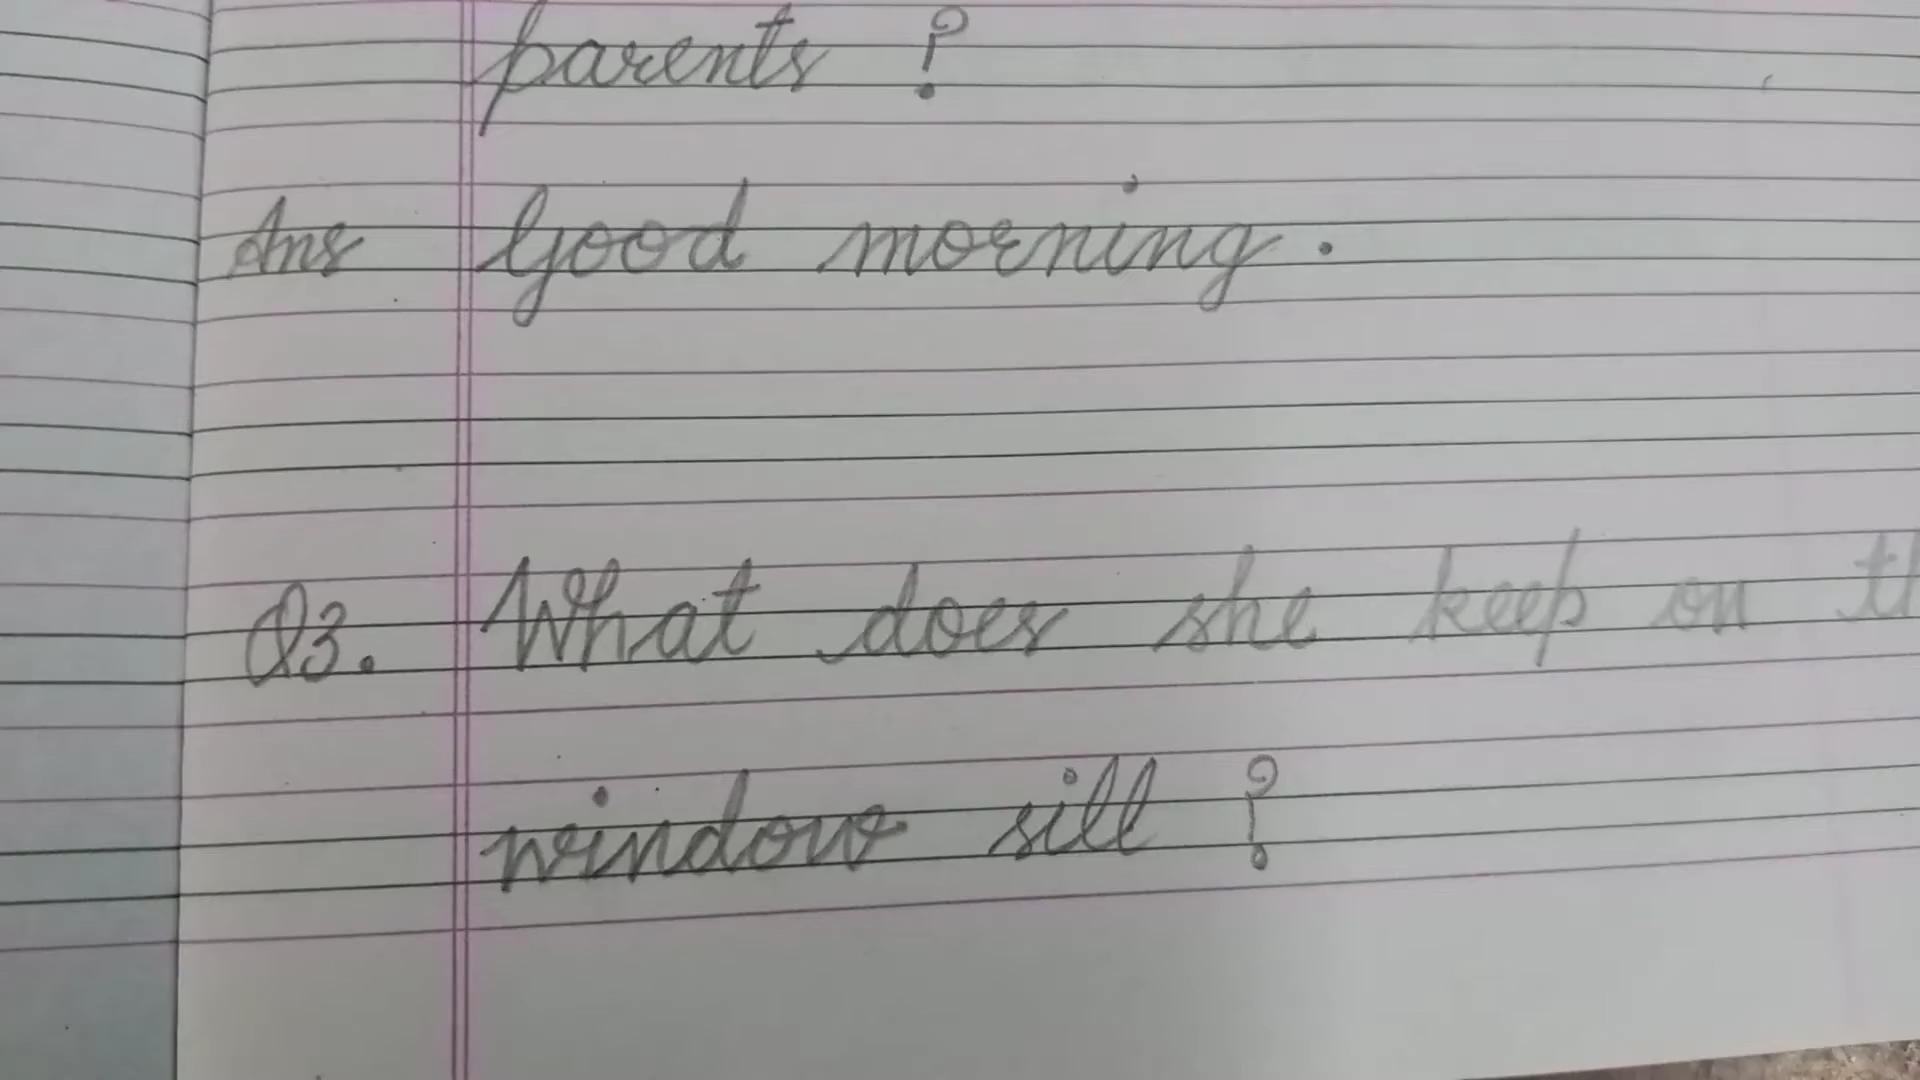 parents ?
Ans Good morning.
Q3. What does she keep on
window sill ?